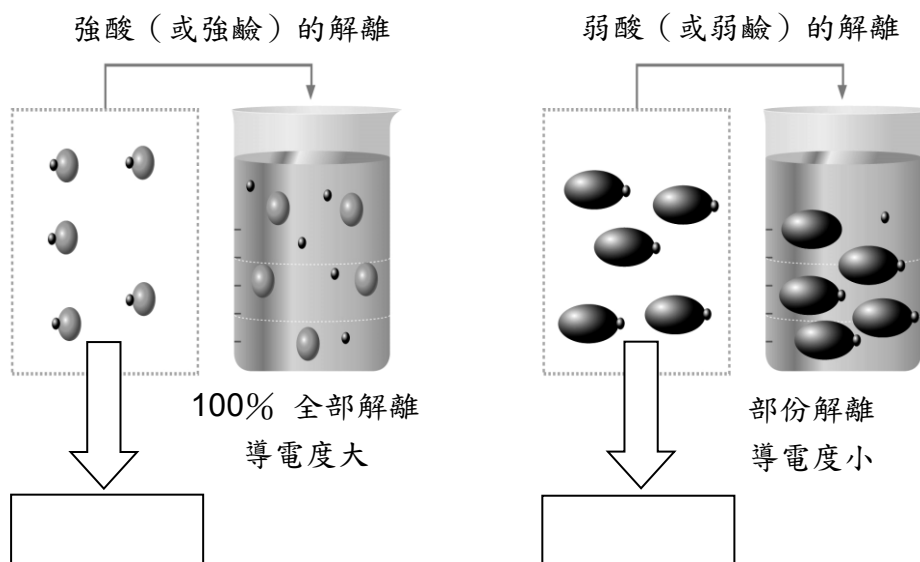 強酸（或強鹼）的解離
100％ 全部解離
導電度大
弱酸（或弱鹼）的解離
部份解離
導電度小